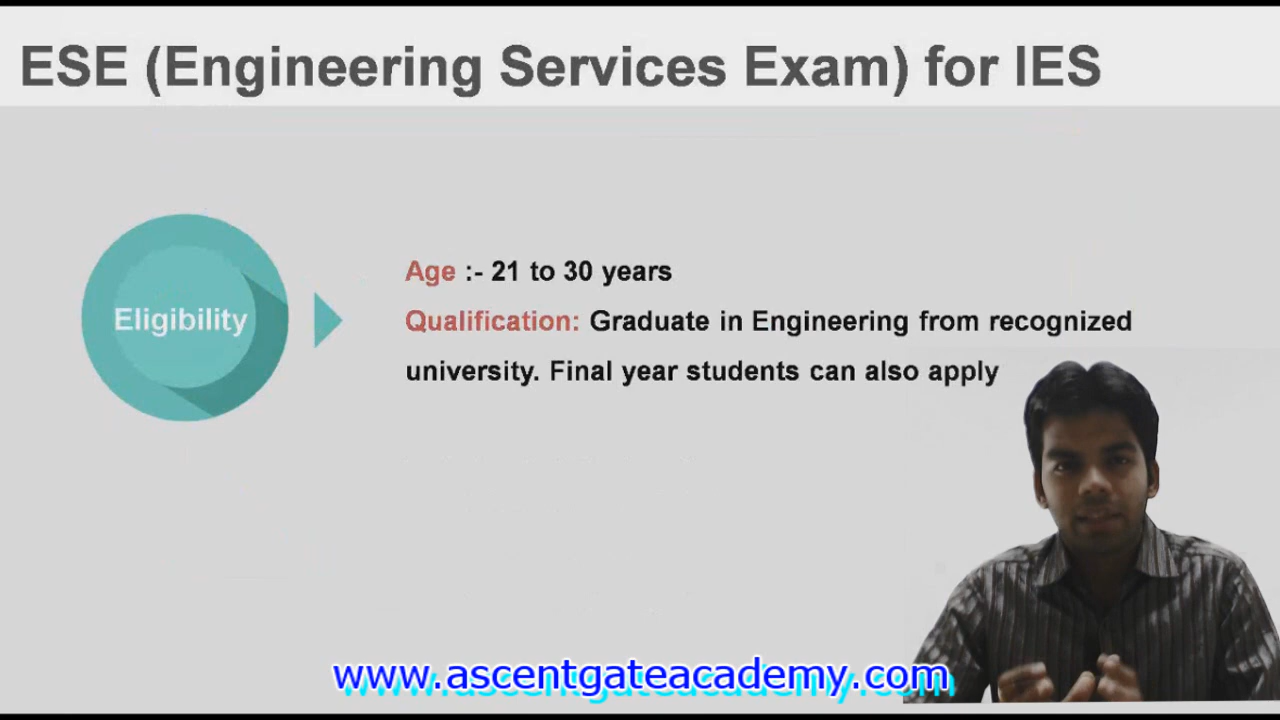 ESE (Engineering Services Exam) for IES
Eligibility
Age :- 21 to 30 years
Qualification: Graduate in Engineering from recognized
university. Final year students can also apply
www.ascentgateacademy.com